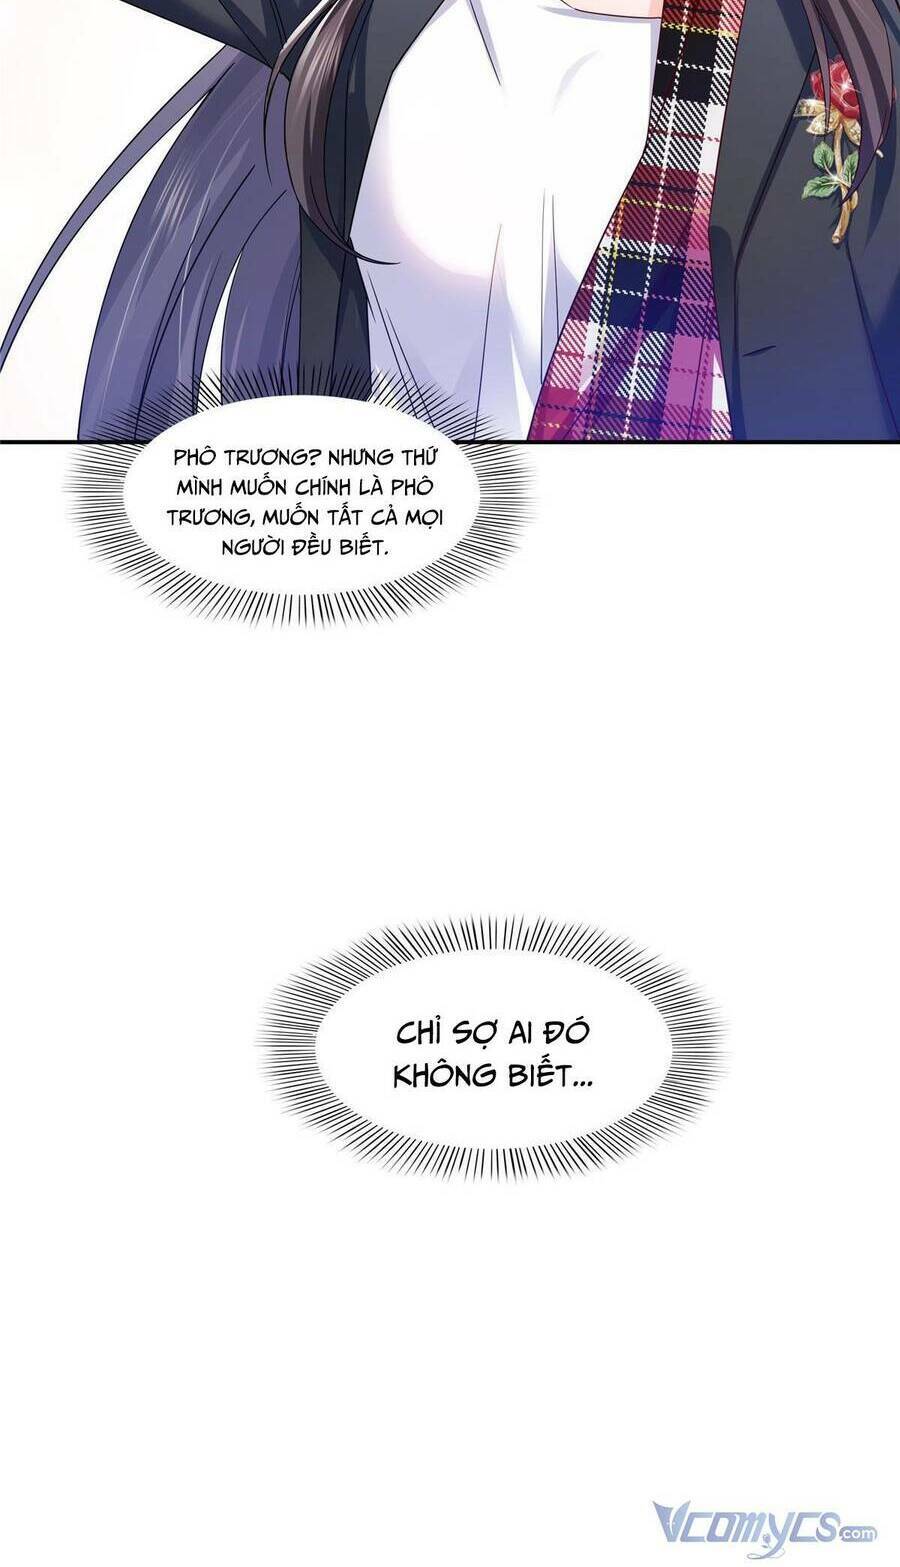 PHÔ TRƯƠNG? NHƯNG THỨ
MÌNH MUỐN CHÍNH LÀ PHÔ
TRƯƠNG, MUỐN TẤT CẢ MỌI
NGƯỜI ĐỀU BIẾT.
CHỈ SỢ AI ĐÓ
KHÔNG BIẾT...
VCOMYCS.com